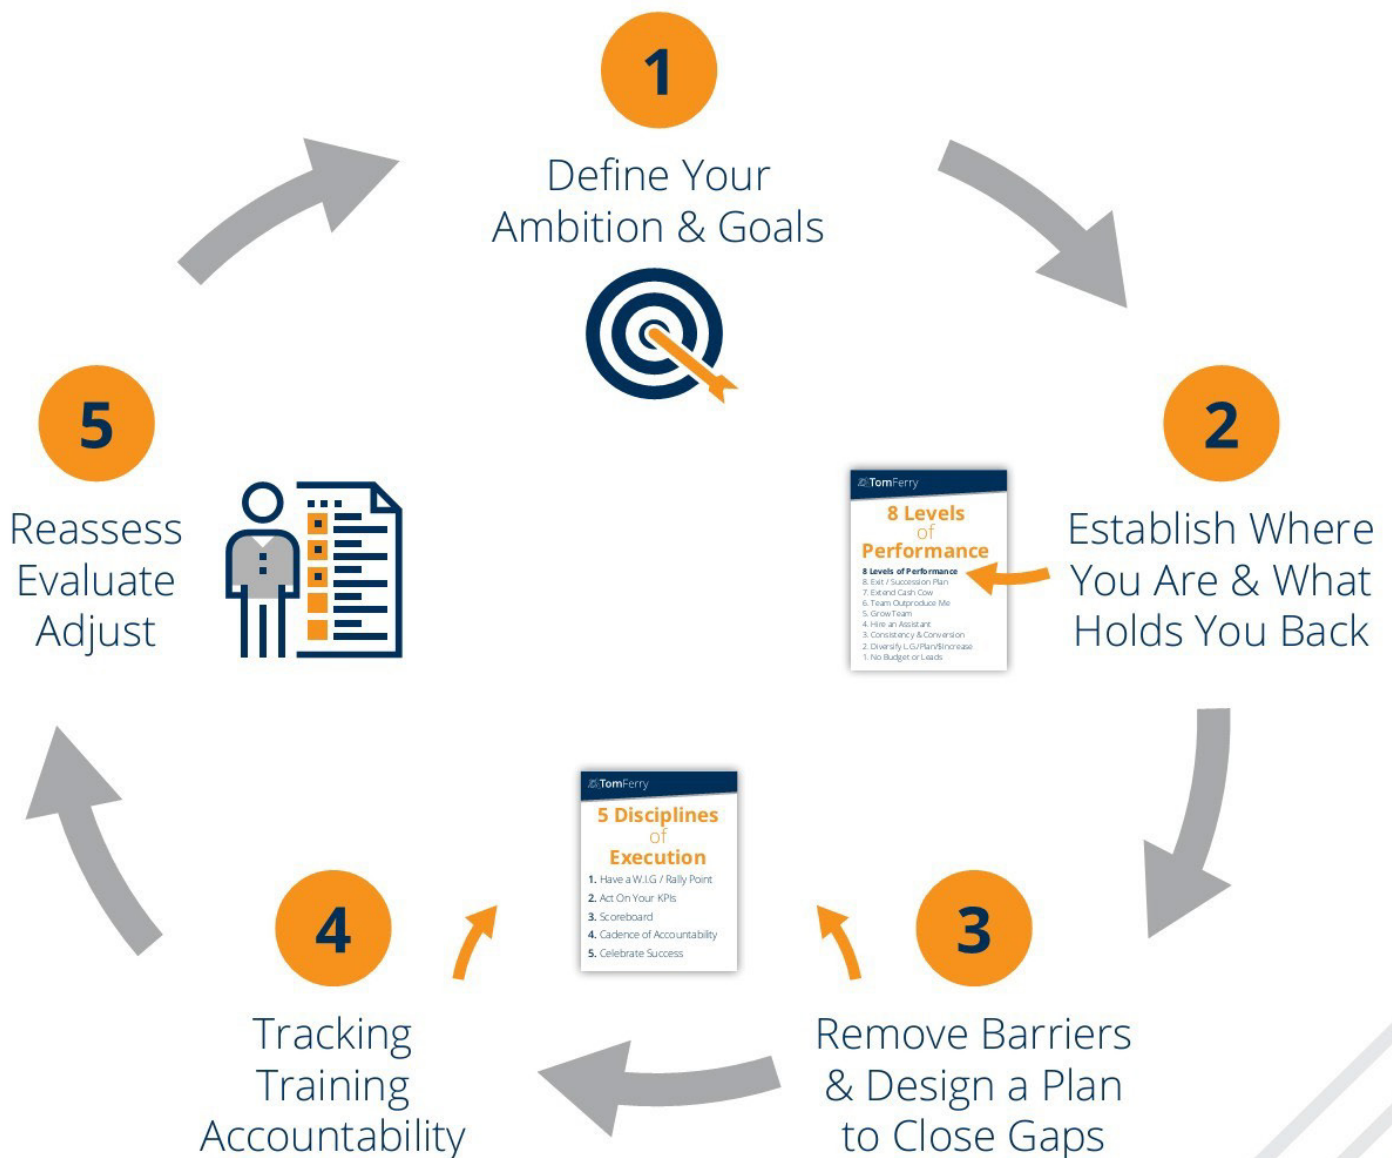 1
Define Your
Ambition & Goals
2
Establish Where
You Are & What
Holds You Back
TomFerry
8 Levels
of
Performance
8 Levels of Performance
8. Exit / Succession Plan
7. Extend Cash Cow
6. Team Outproduce Me
5. Grow Team
4. Hire an Assistant
3. Consistency & Conversion
2. Diversify L.G./Plan/$Increase
1. No Budget or Leads
3
Remove Barriers
& Design a Plan
to Close Gaps
TomFerry
5 Disciplines
of
Execution
1. Have a W.I.G / Rally Point
2. Act On Your KPIs
3. Scoreboard
4. Cadence of Accountability
5. Celebrate Success
4
Tracking
Training
Accountability
5
Reassess
Evaluate
Adjust